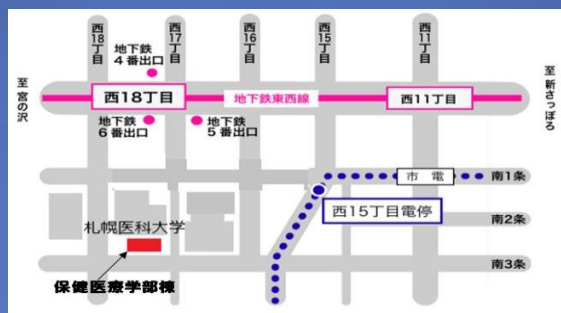 西18丁目
西17丁目
西16丁目
西15丁目
西11丁目
地下鉄
4番出口
至宮の沢
西18丁目
地下鉄東西線
西11丁目
至新さっぽろ
地下鉄
6番出口
地下鉄
5番出口
市電
南1条
西15丁目電停
南2条
札幌医科大学
南3条
保健医療学部棟